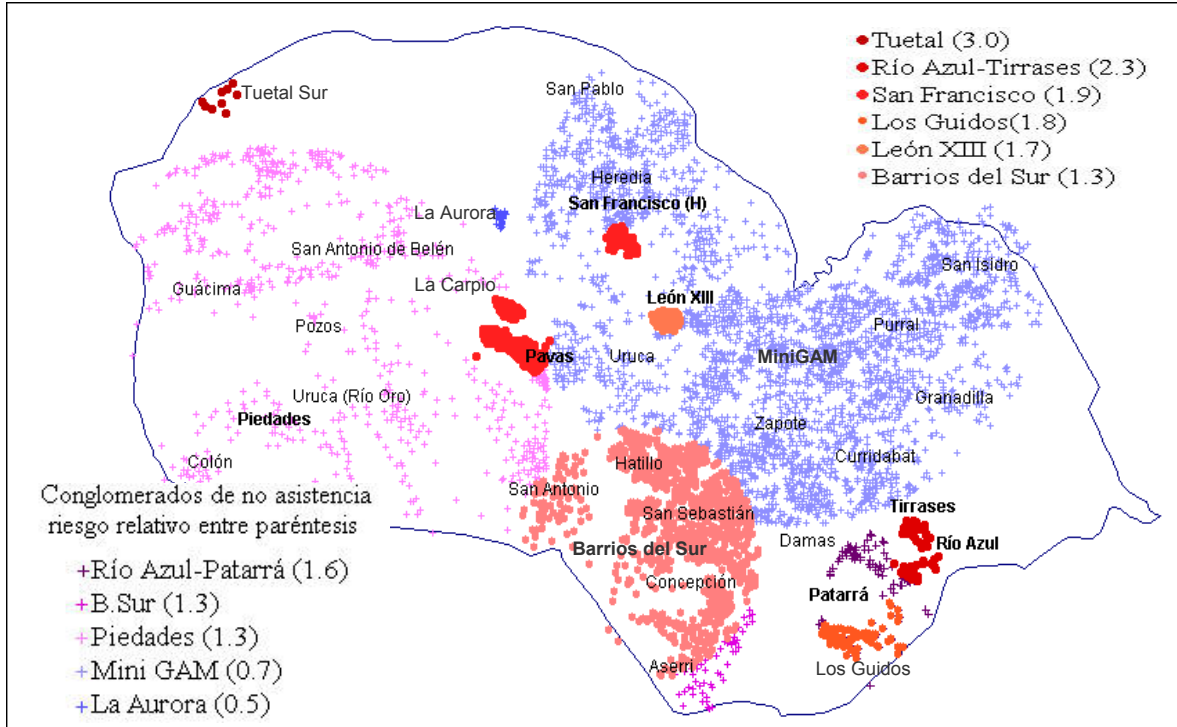 Tuetal (3.0)
Río Azul-Tirrases (2.3)
San Francisco (1.9)
Los Guidos(1.8)
León XIII (1.7)
Barrios del Sur (1.3)
Tuetal Sur
San Pablo
Heredia
San Francisco (H)
La Aurora
San Antonio de Belén
San Isidro
Guácima
La Carpio
León XIII
Pozos
Purral
Pavas
Uruca
MiniGAM
Uruca (Río Oro)
Granadilla
Piedades
Zapote
Colón
Hatillo
Curridabat
San Antonio
San Sebastián
Tirrases
Damas
Río Azul
Barrios del Sur
Concepción
Patarrá
Aserrí
Los Guidos
Conglomerados de no asistencia
riesgo relativo entre paréntesis
+Río Azul-Patarrá (1.6)
+B.Sur (1.3)
+Piedades (1.3)
+Mini GAM (0.7)
+La Aurora (0.5)